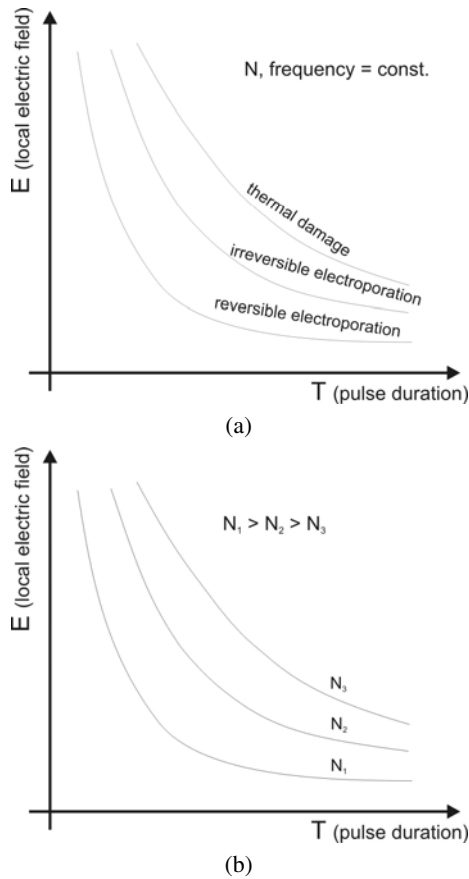 E (local electric field)
N, frequency = const.
thermal damage
irreversible electroporation
reversible electroporation
T (pulse duration)
(a)
E (local electric field)
N₁ > N₂ > N₃
N₃
N₂
N₁
T (pulse duration)
(b)